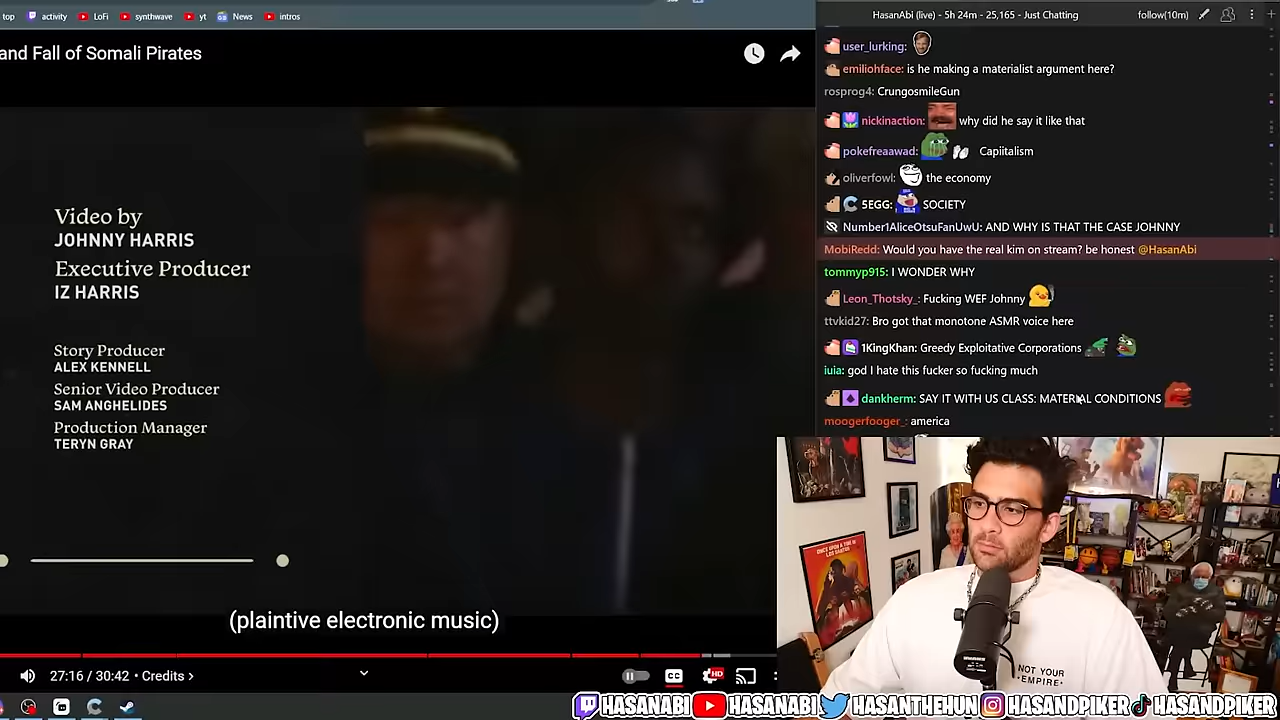 top activity LoFi synthwave yt News intros
and Fall of Somali Pirates
Video by
JOHNNY HARRIS
Executive Producer
IZ HARRIS
Story Producer
ALEX KENNELL
Senior Video Producer
SAM ANGHELIDES
Production Manager
TERYN GRAY
(plaintive electronic music)
27:16 / 30:42 • Credits ›
CC
HD
HasanAbi (live) - 5h 24m - 25,165 - Just Chatting
follow(10m)
user_lurking:
emiliohface: is he making a materialist argument here?
rosprog4: CrungosmileGun
nickinaction: why did he say it like that
pokefreaawad: Capiitalism
oliverfowl: the economy
5EGG: SOCIETY
Number1AliceOtsuFanUwU: AND WHY IS THAT THE CASE JOHNNY
MobiRedd: Would you have the real kim on stream? be honest @HasanAbi
tommyp915: I WONDER WHY
Leon_Thotsky_: Fucking WEF Johnny
ttvkid27: Bro got that monotone ASMR voice here
1KingKhan: Greedy Exploitative Corporations
iuia: god I hate this fucker so fucking much
dankherm: SAY IT WITH US CLASS: MATERIAL CONDITIONS
moogerfooger_: america
NOT YOUR
•EMPIRE•
HASANABI HASANABI HASANTHEHUN HASANDPIKER HASANDPIKER